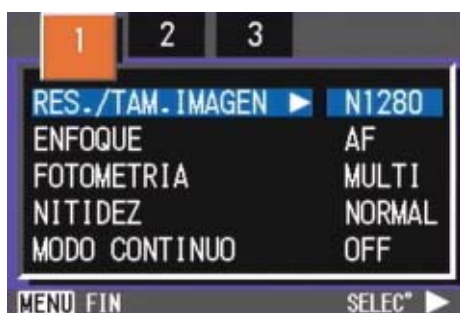 1 2 3
RES./TAM.IMAGEN ▶ N1280
ENFOQUE AF
FOTOMETRIA MULTI
NITIDEZ NORMAL
MODO CONTINUO OFF
MENU FIN SELEC° ▶